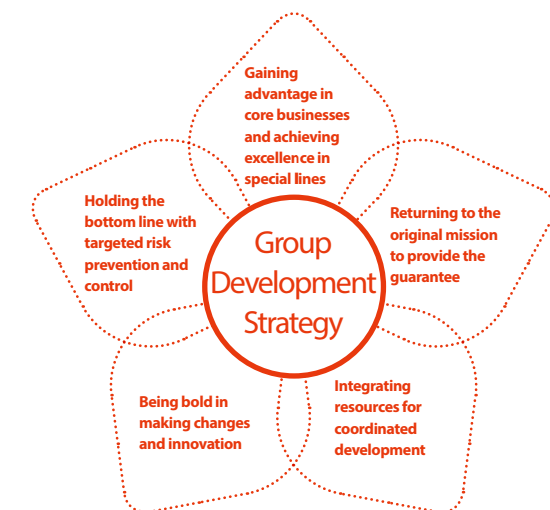 Gaining
advantage in
core businesses
and achieving
excellence in
special lines
Holding the
bottom line with
targeted risk
prevention and
control
Returning to the
original mission
to provide the
guarantee
Group
Development
Strategy
Being bold in
making changes
and innovation
Integrating
resources for
coordinated
development